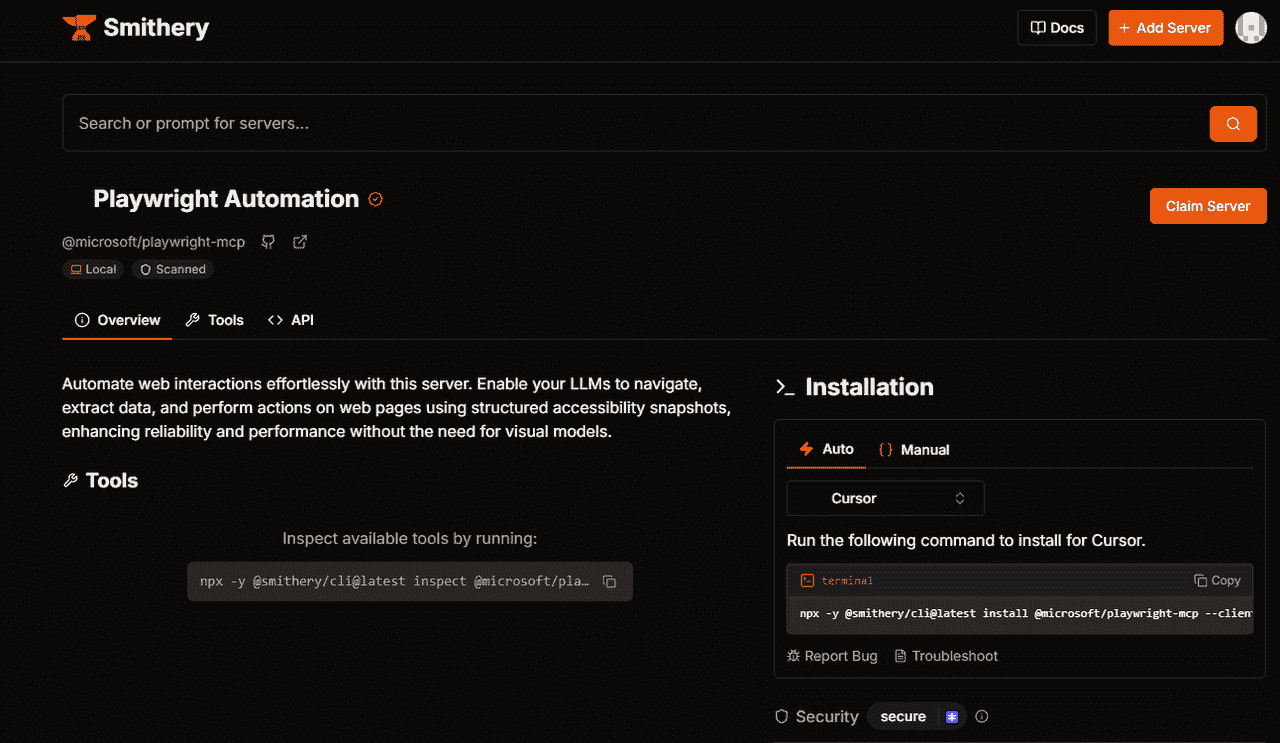 Smithery
Docs
+ Add Server
Search or prompt for servers...
Playwright Automation
Claim Server
@microsoft/playwright-mcp
Local
Scanned
Overview
Tools
API
Automate web interactions effortlessly with this server. Enable your LLMs to navigate,
extract data, and perform actions on web pages using structured accessibility snapshots,
enhancing reliability and performance without the need for visual models.
Tools
Inspect available tools by running:
npx -y @smithery/cli@latest inspect @microsoft/pla…
Installation
Auto
Manual
Cursor
Run the following command to install for Cursor.
terminal
Copy
npx -y @smithery/cli@latest install @microsoft/playwright-mcp --client
Report Bug
Troubleshoot
Security
secure